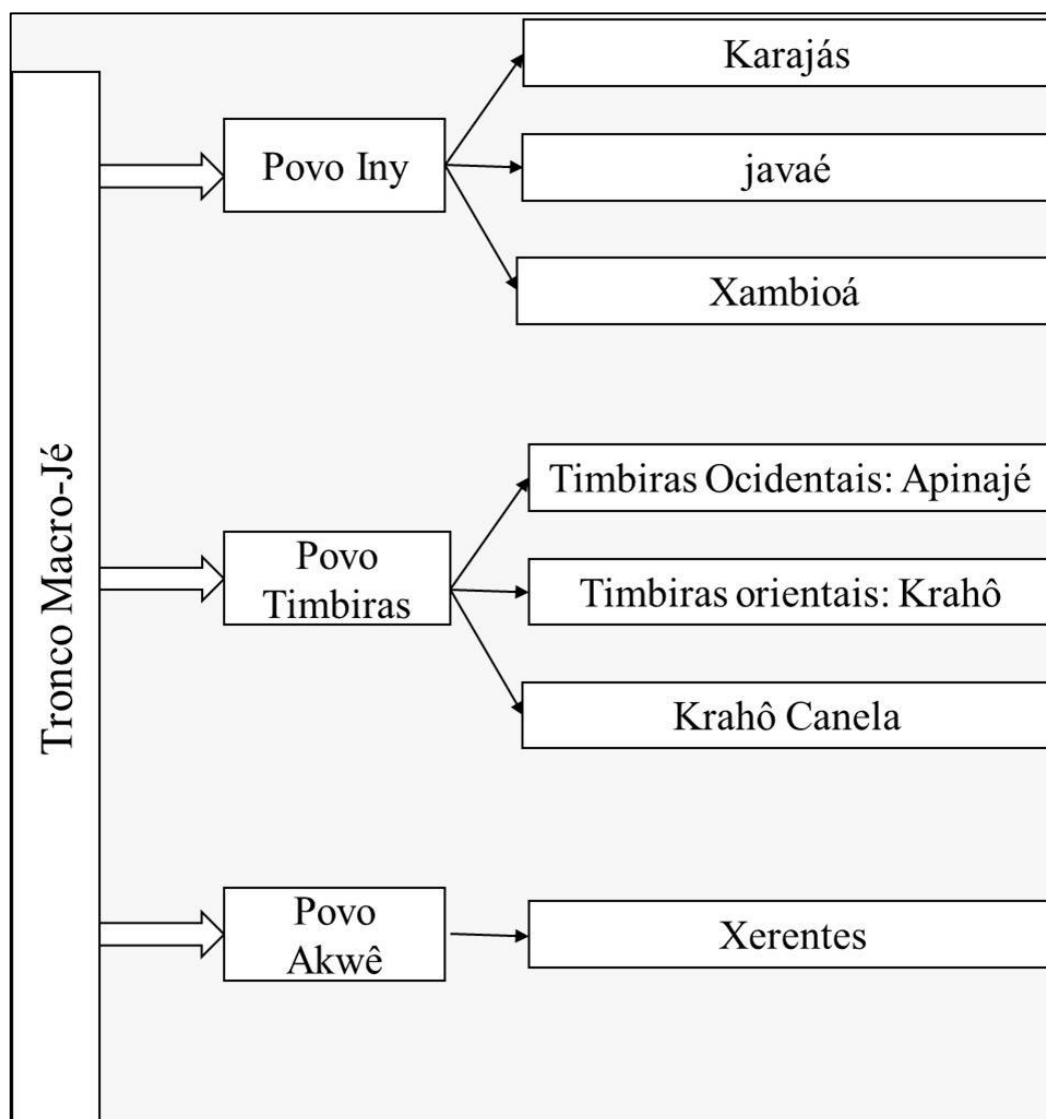 Tronco Macro-Jé
Povo Iny
Karajás
javaé
Xambioá
Povo
Timbiras
Timbiras Ocidentais: Apinajé
Timbiras orientais: Krahô
Krahô Canela
Povo
Akwê
Xerentes